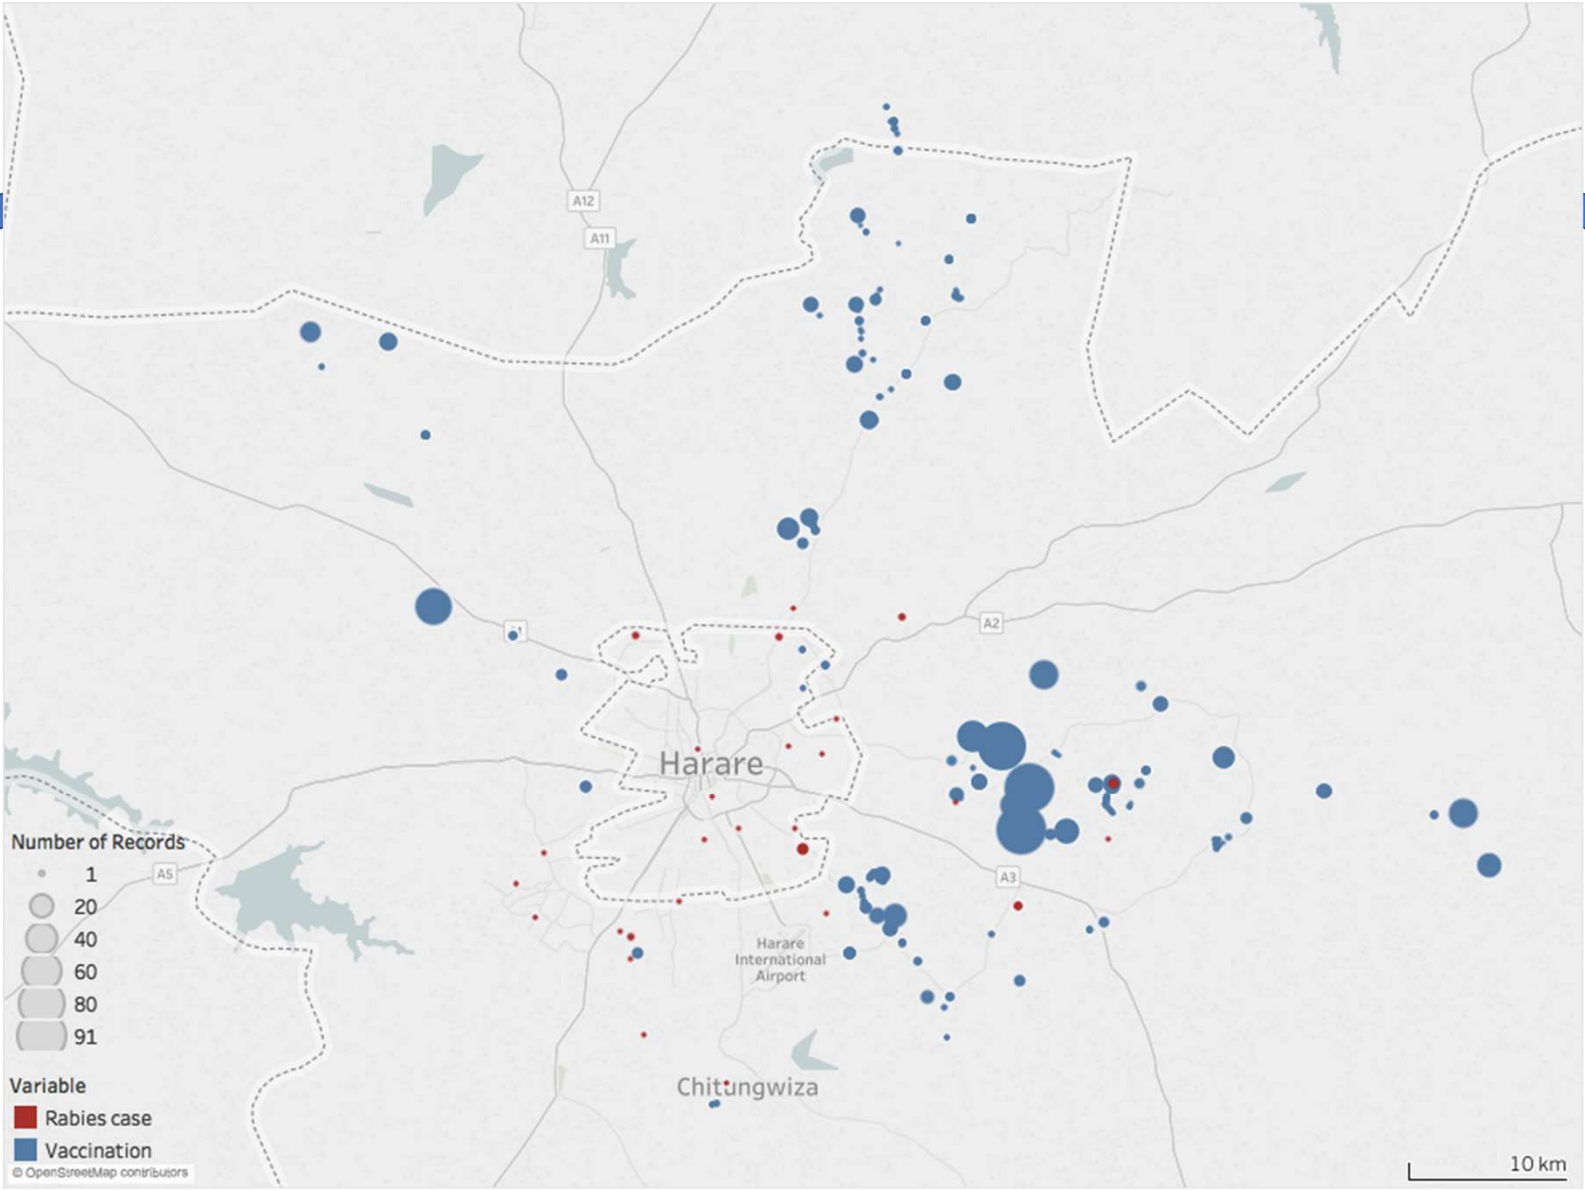 A12
A11
A2
Harare
A5
A3
Harare
International
Airport
Chitungwiza
Number of Records
1
20
40
60
80
91
Variable
Rabies case
Vaccination
© OpenStreetMap contributors
10 km